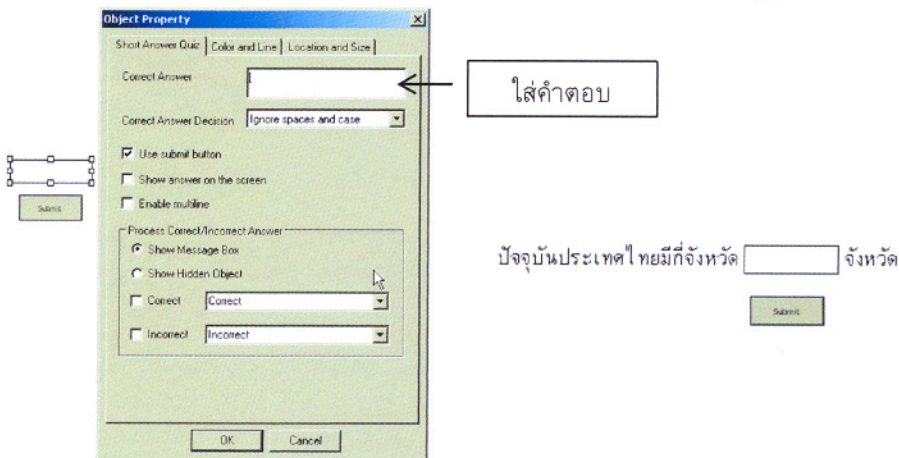 Object Property
Short Answer Quiz Color and Line Location and Size
Correct Answer
ใส่คำตอบ
Correct Answer Decision Ignore spaces and case
Use submit button
Show answer on the screen
Enable multiline
Submit
Process Correct/Incorrect Answer
Show Message Box
Show Hidden Object
Correct Correct
Incorrect Incorrect
OK Cancel
ปัจจุบันประเทศไทยมีกี่จังหวัด จังหวัด
Submit